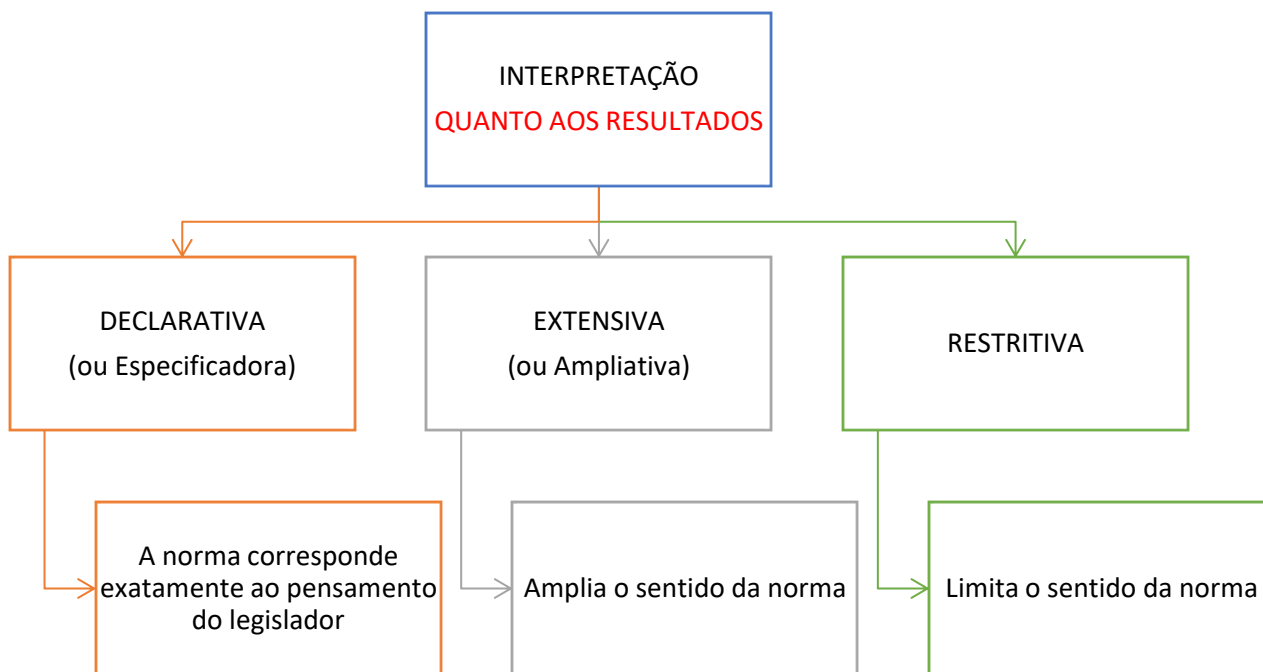 INTERPRETAÇÃO
QUANTO AOS RESULTADOS
DECLARATIVA
(ou Especificadora)
EXTENSIVA
(ou Ampliativa)
RESTRITIVA
A norma corresponde
exatamente ao pensamento
do legislador
Amplia o sentido da norma
Limita o sentido da norma